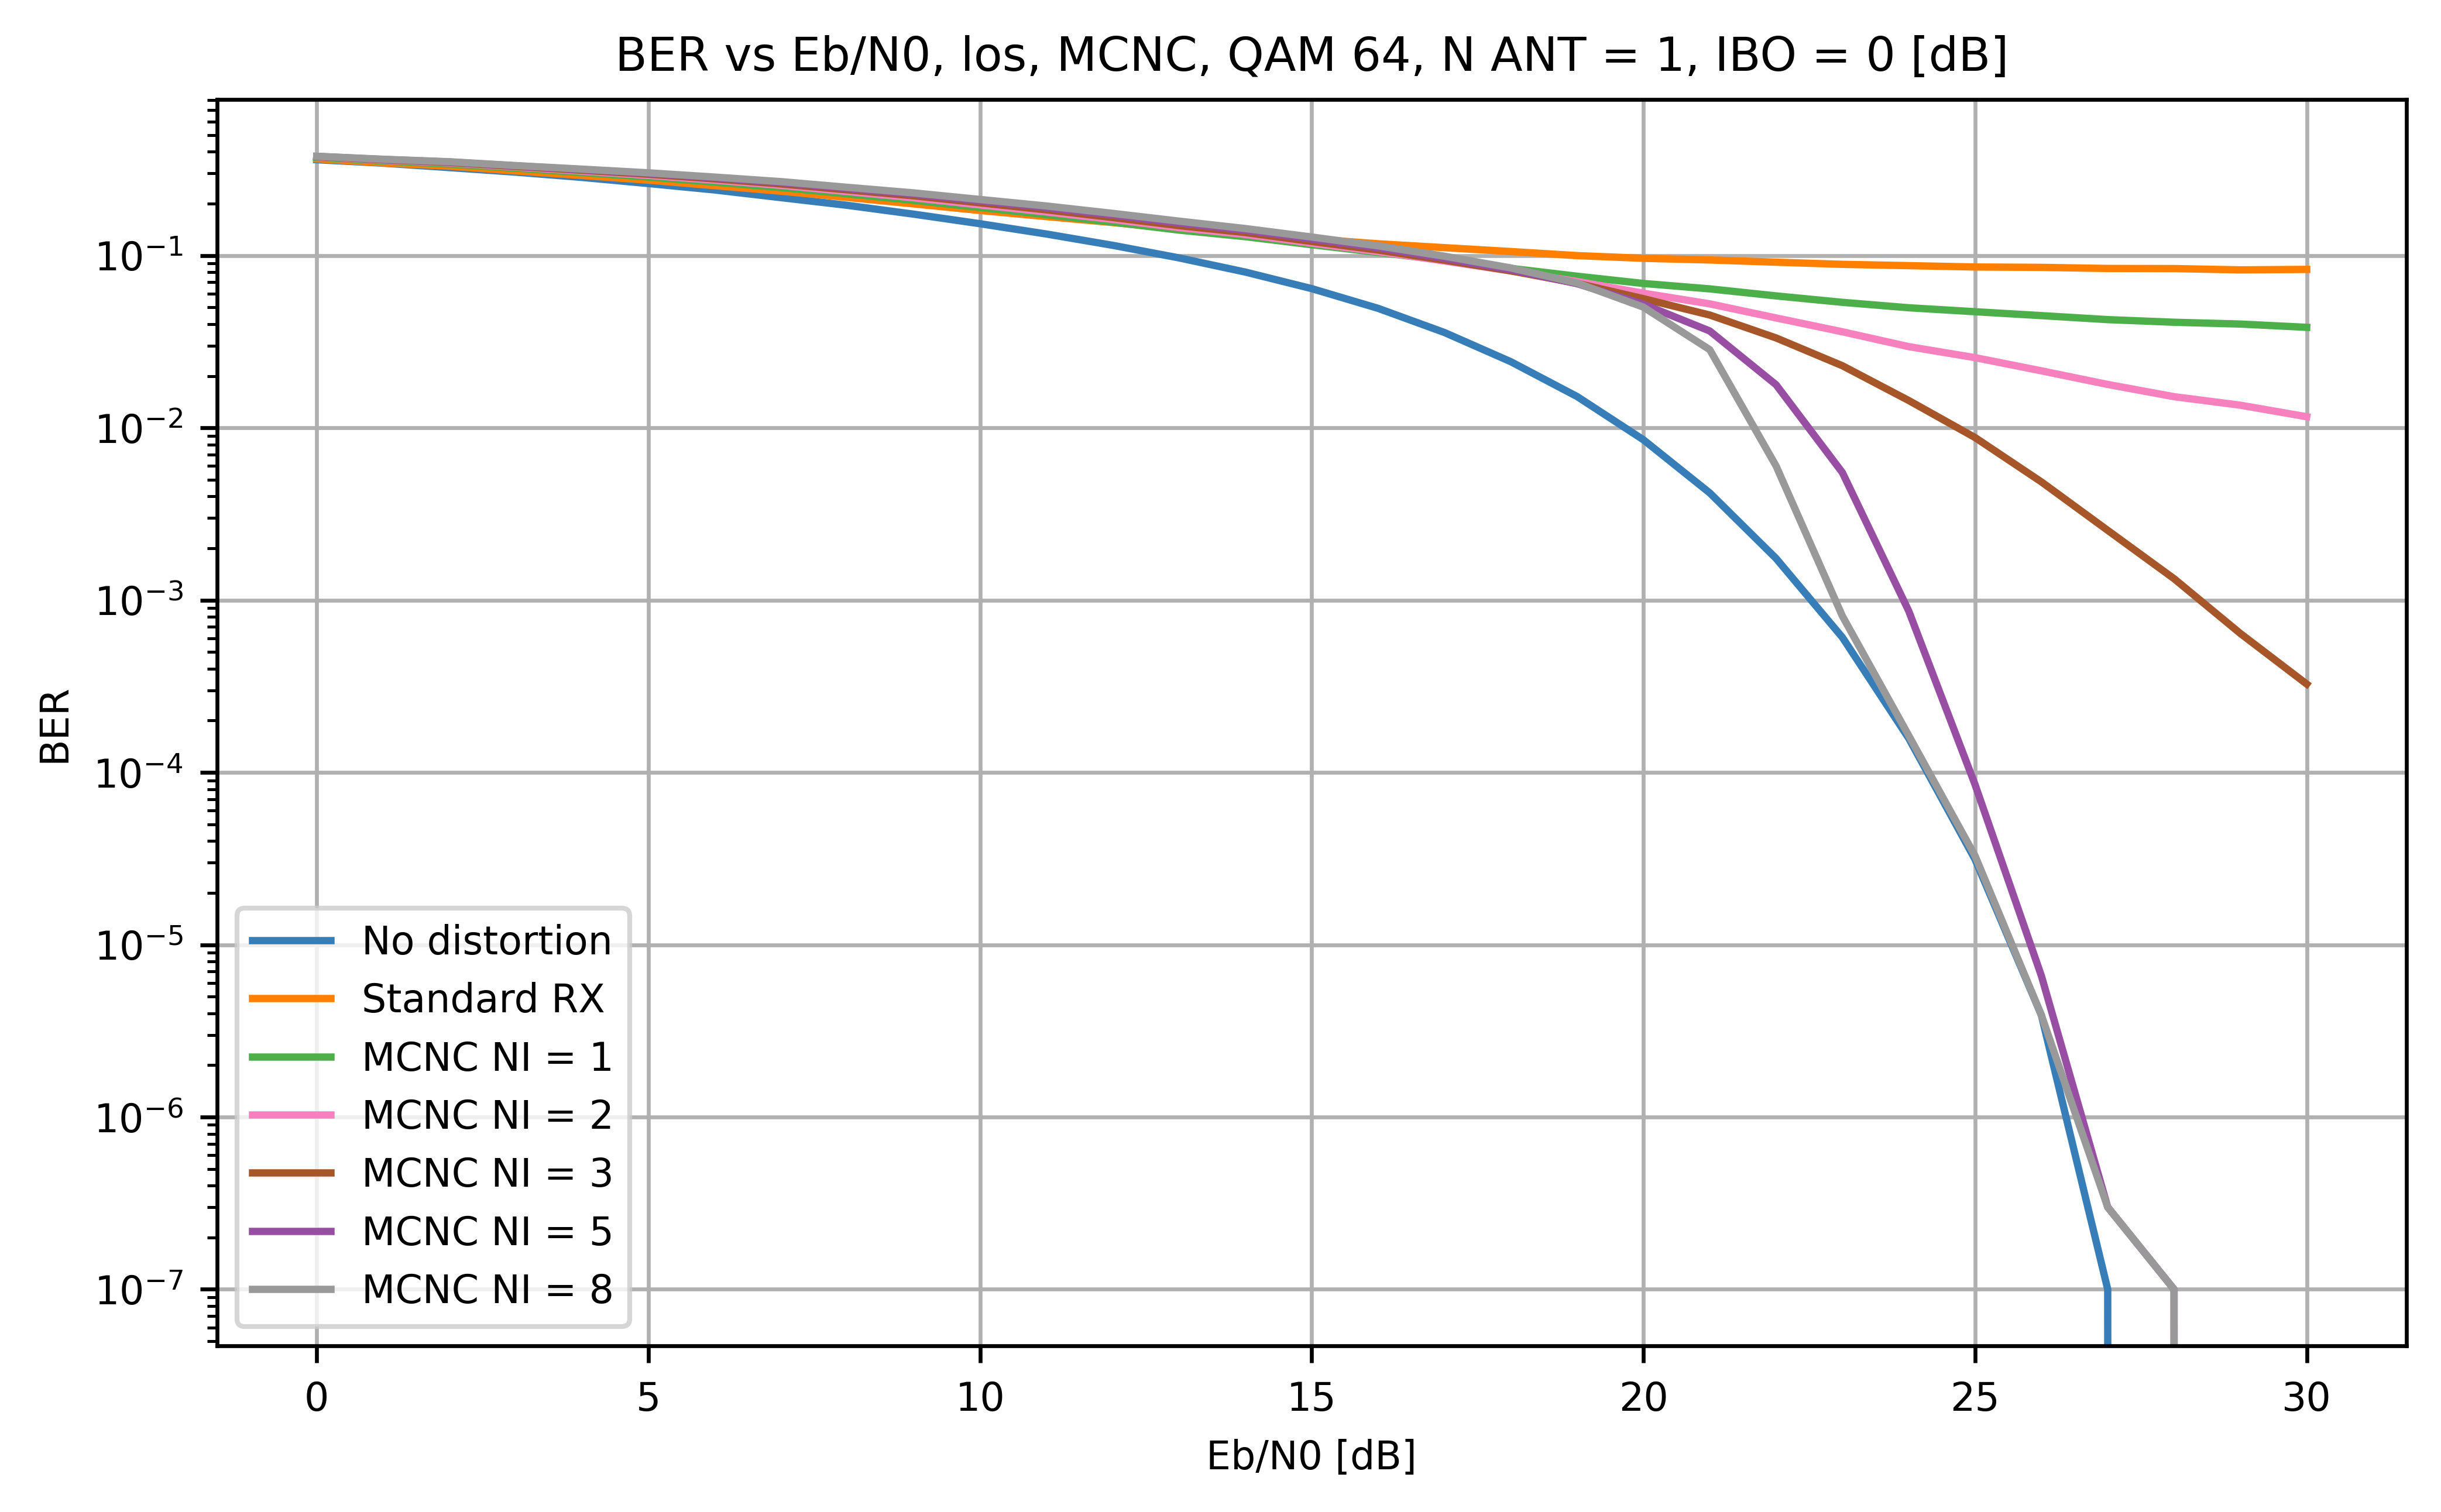 BER vs Eb/N0, los, MCNC, QAM 64, N ANT = 1, IBO = 0 [dB]
BER
10⁻¹
10⁻²
10⁻³
10⁻⁴
10⁻⁵
10⁻⁶
10⁻⁷
No distortion
Standard RX
MCNC NI = 1
MCNC NI = 2
MCNC NI = 3
MCNC NI = 5
MCNC NI = 8
0 5 10 15 20 25 30
Eb/N0 [dB]